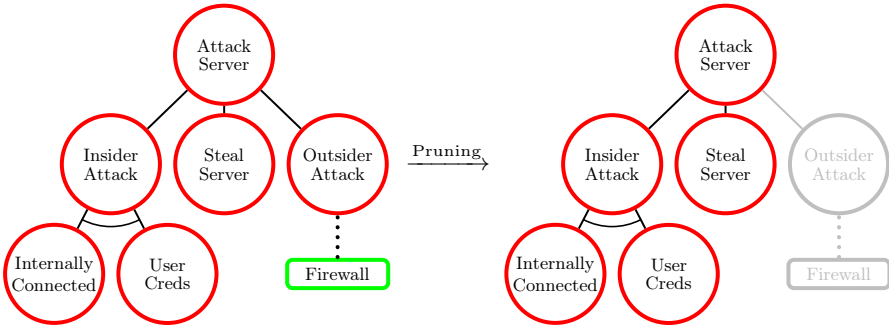 Attack
Server
Insider
Attack
Steal
Server
Outsider
Attack
Internally
Connected
User
Creds
Firewall
Pruning
Attack
Server
Insider
Attack
Steal
Server
Outsider
Attack
Internally
Connected
User
Creds
Firewall